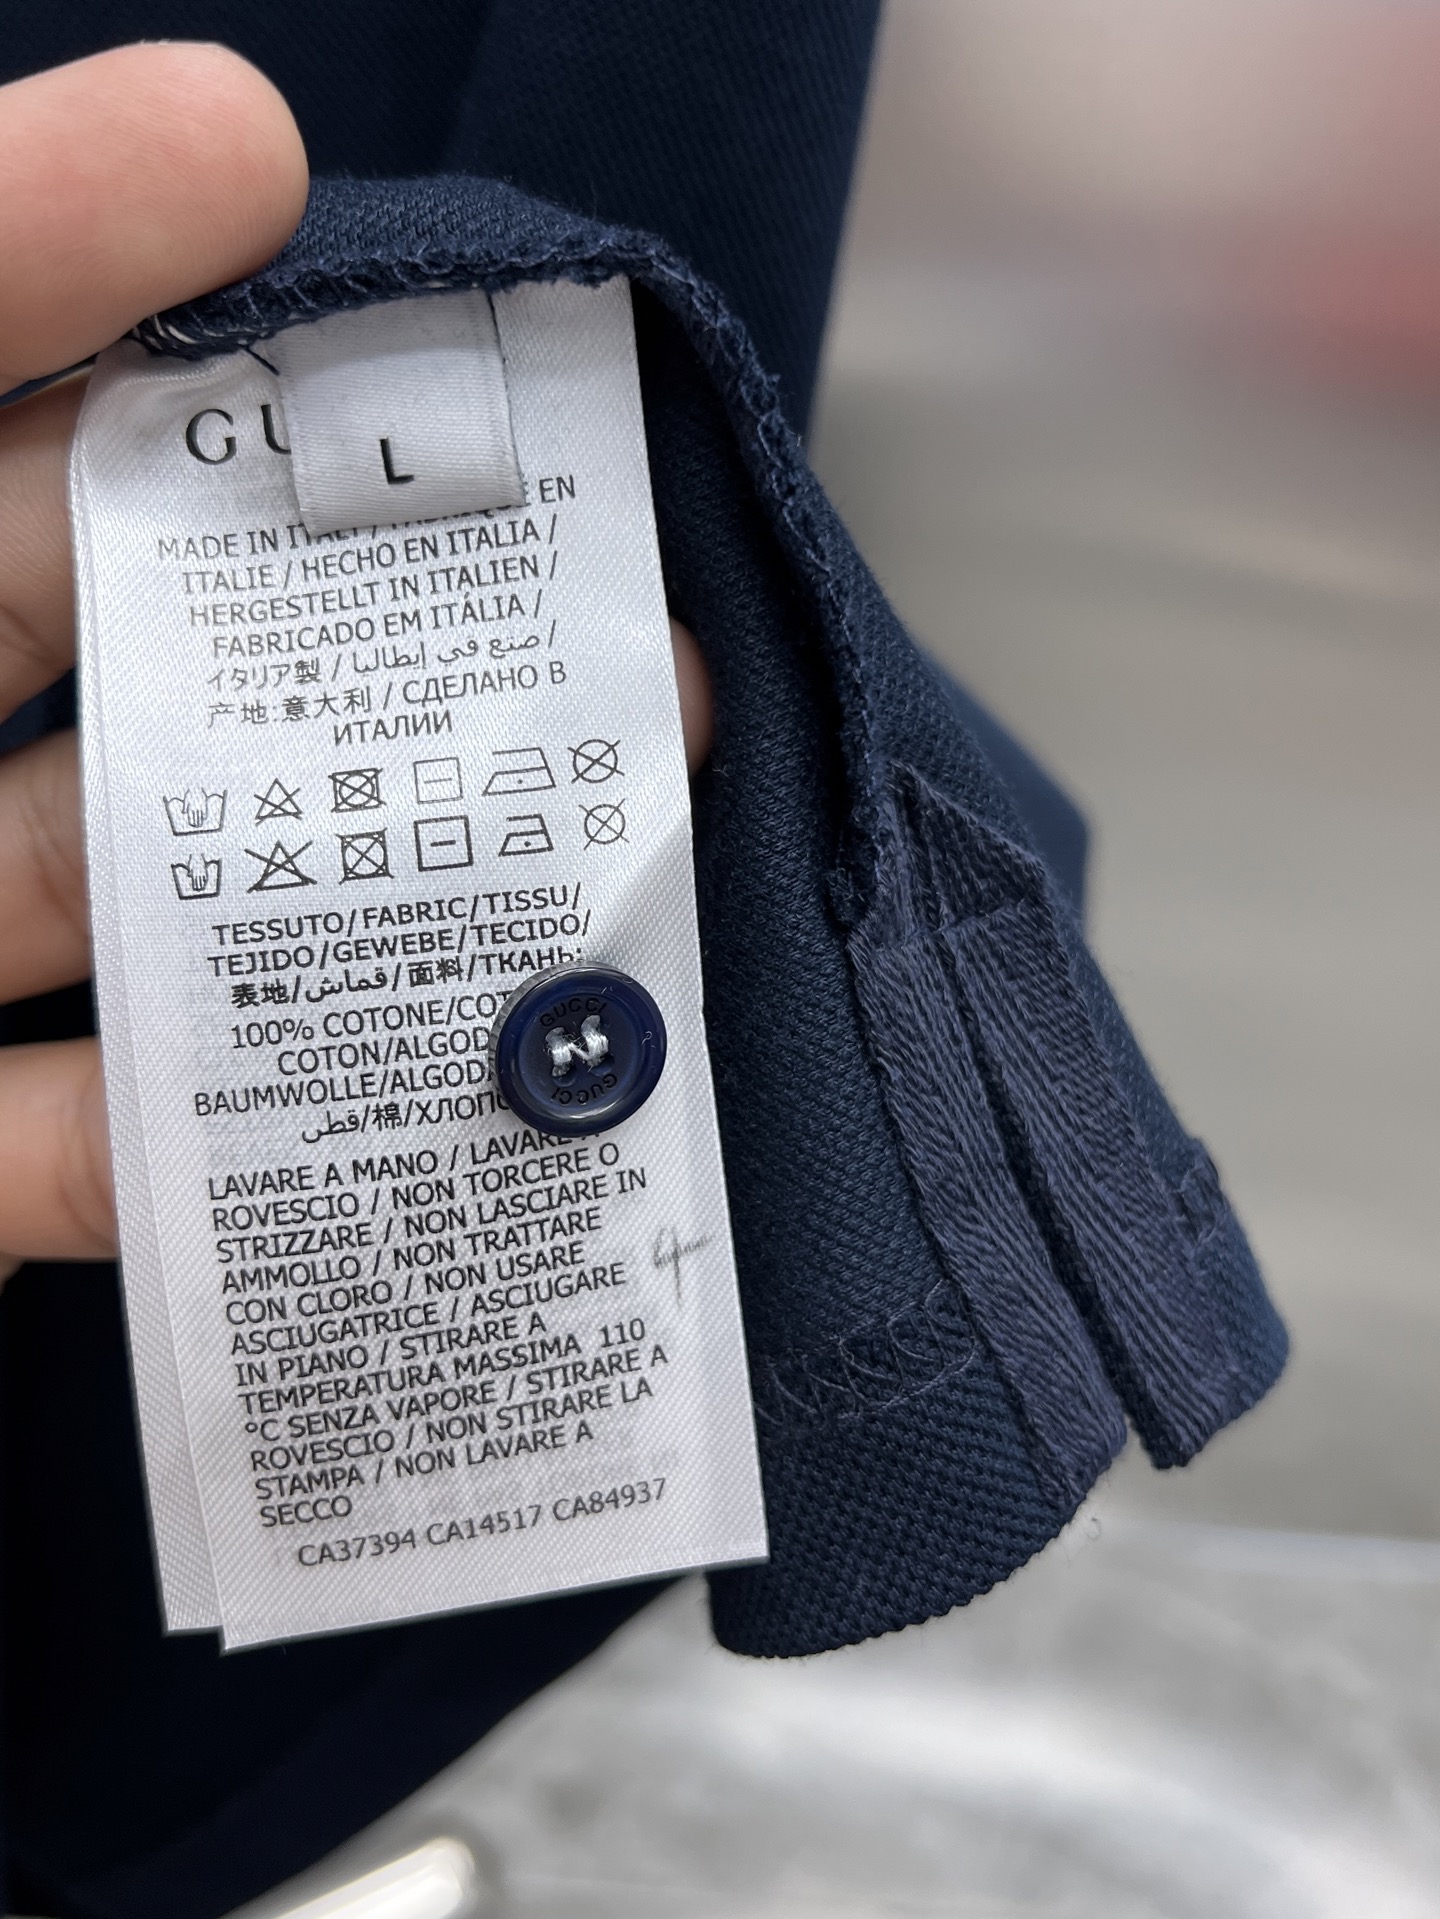 GU
L
MADE IN ITALY / FABRIQUÉ EN
ITALIE / HECHO EN ITALIA /
HERGESTELLT IN ITALIEN /
FABRICADO EM ITÁLIA /
イタリア製 / صنع في إيطاليا /
产地:意大利 / СДЕЛАНО В
ИТАЛИИ
TESSUTO/FABRIC/TISSU/
TEJIDO/GEWEBE/TECIDO/
表地/قماش/面料/ТКАНЬ:
100% COTONE/COT
COTON/ALGOD
BAUMWOLLE/ALGOD
قطن/棉/ХЛОПО
GUCCI
GUCCI
LAVARE A MANO / LAVARE A
ROVESCIO / NON TORCERE O
STRIZZARE / NON LASCIARE IN
AMMOLLO / NON TRATTARE
CON CLORO / NON USARE
ASCIUGATRICE / ASCIUGARE
IN PIANO / STIRARE A
TEMPERATURA MASSIMA 110
°C SENZA VAPORE / STIRARE A
ROVESCIO / NON STIRARE LA
STAMPA / NON LAVARE A
SECCO
CA37394 CA14517 CA84937